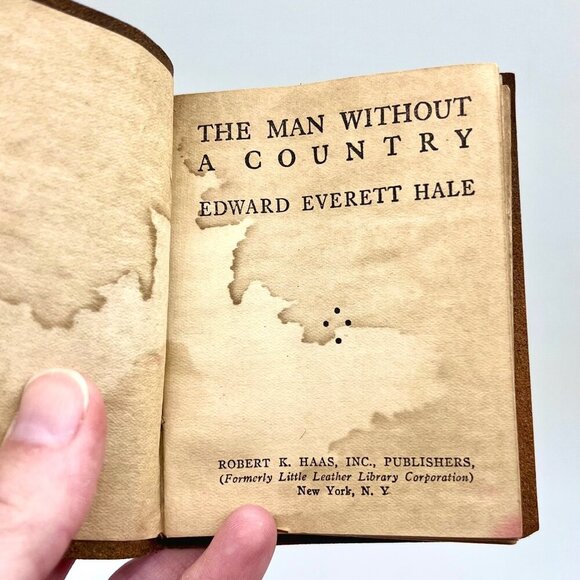 THE MAN WITHOUT
A COUNTRY
EDWARD EVERETT HALE
ROBERT K. HAAS, INC., PUBLISHERS,
(Formerly Little Leather Library Corporation)
New York, N. Y.